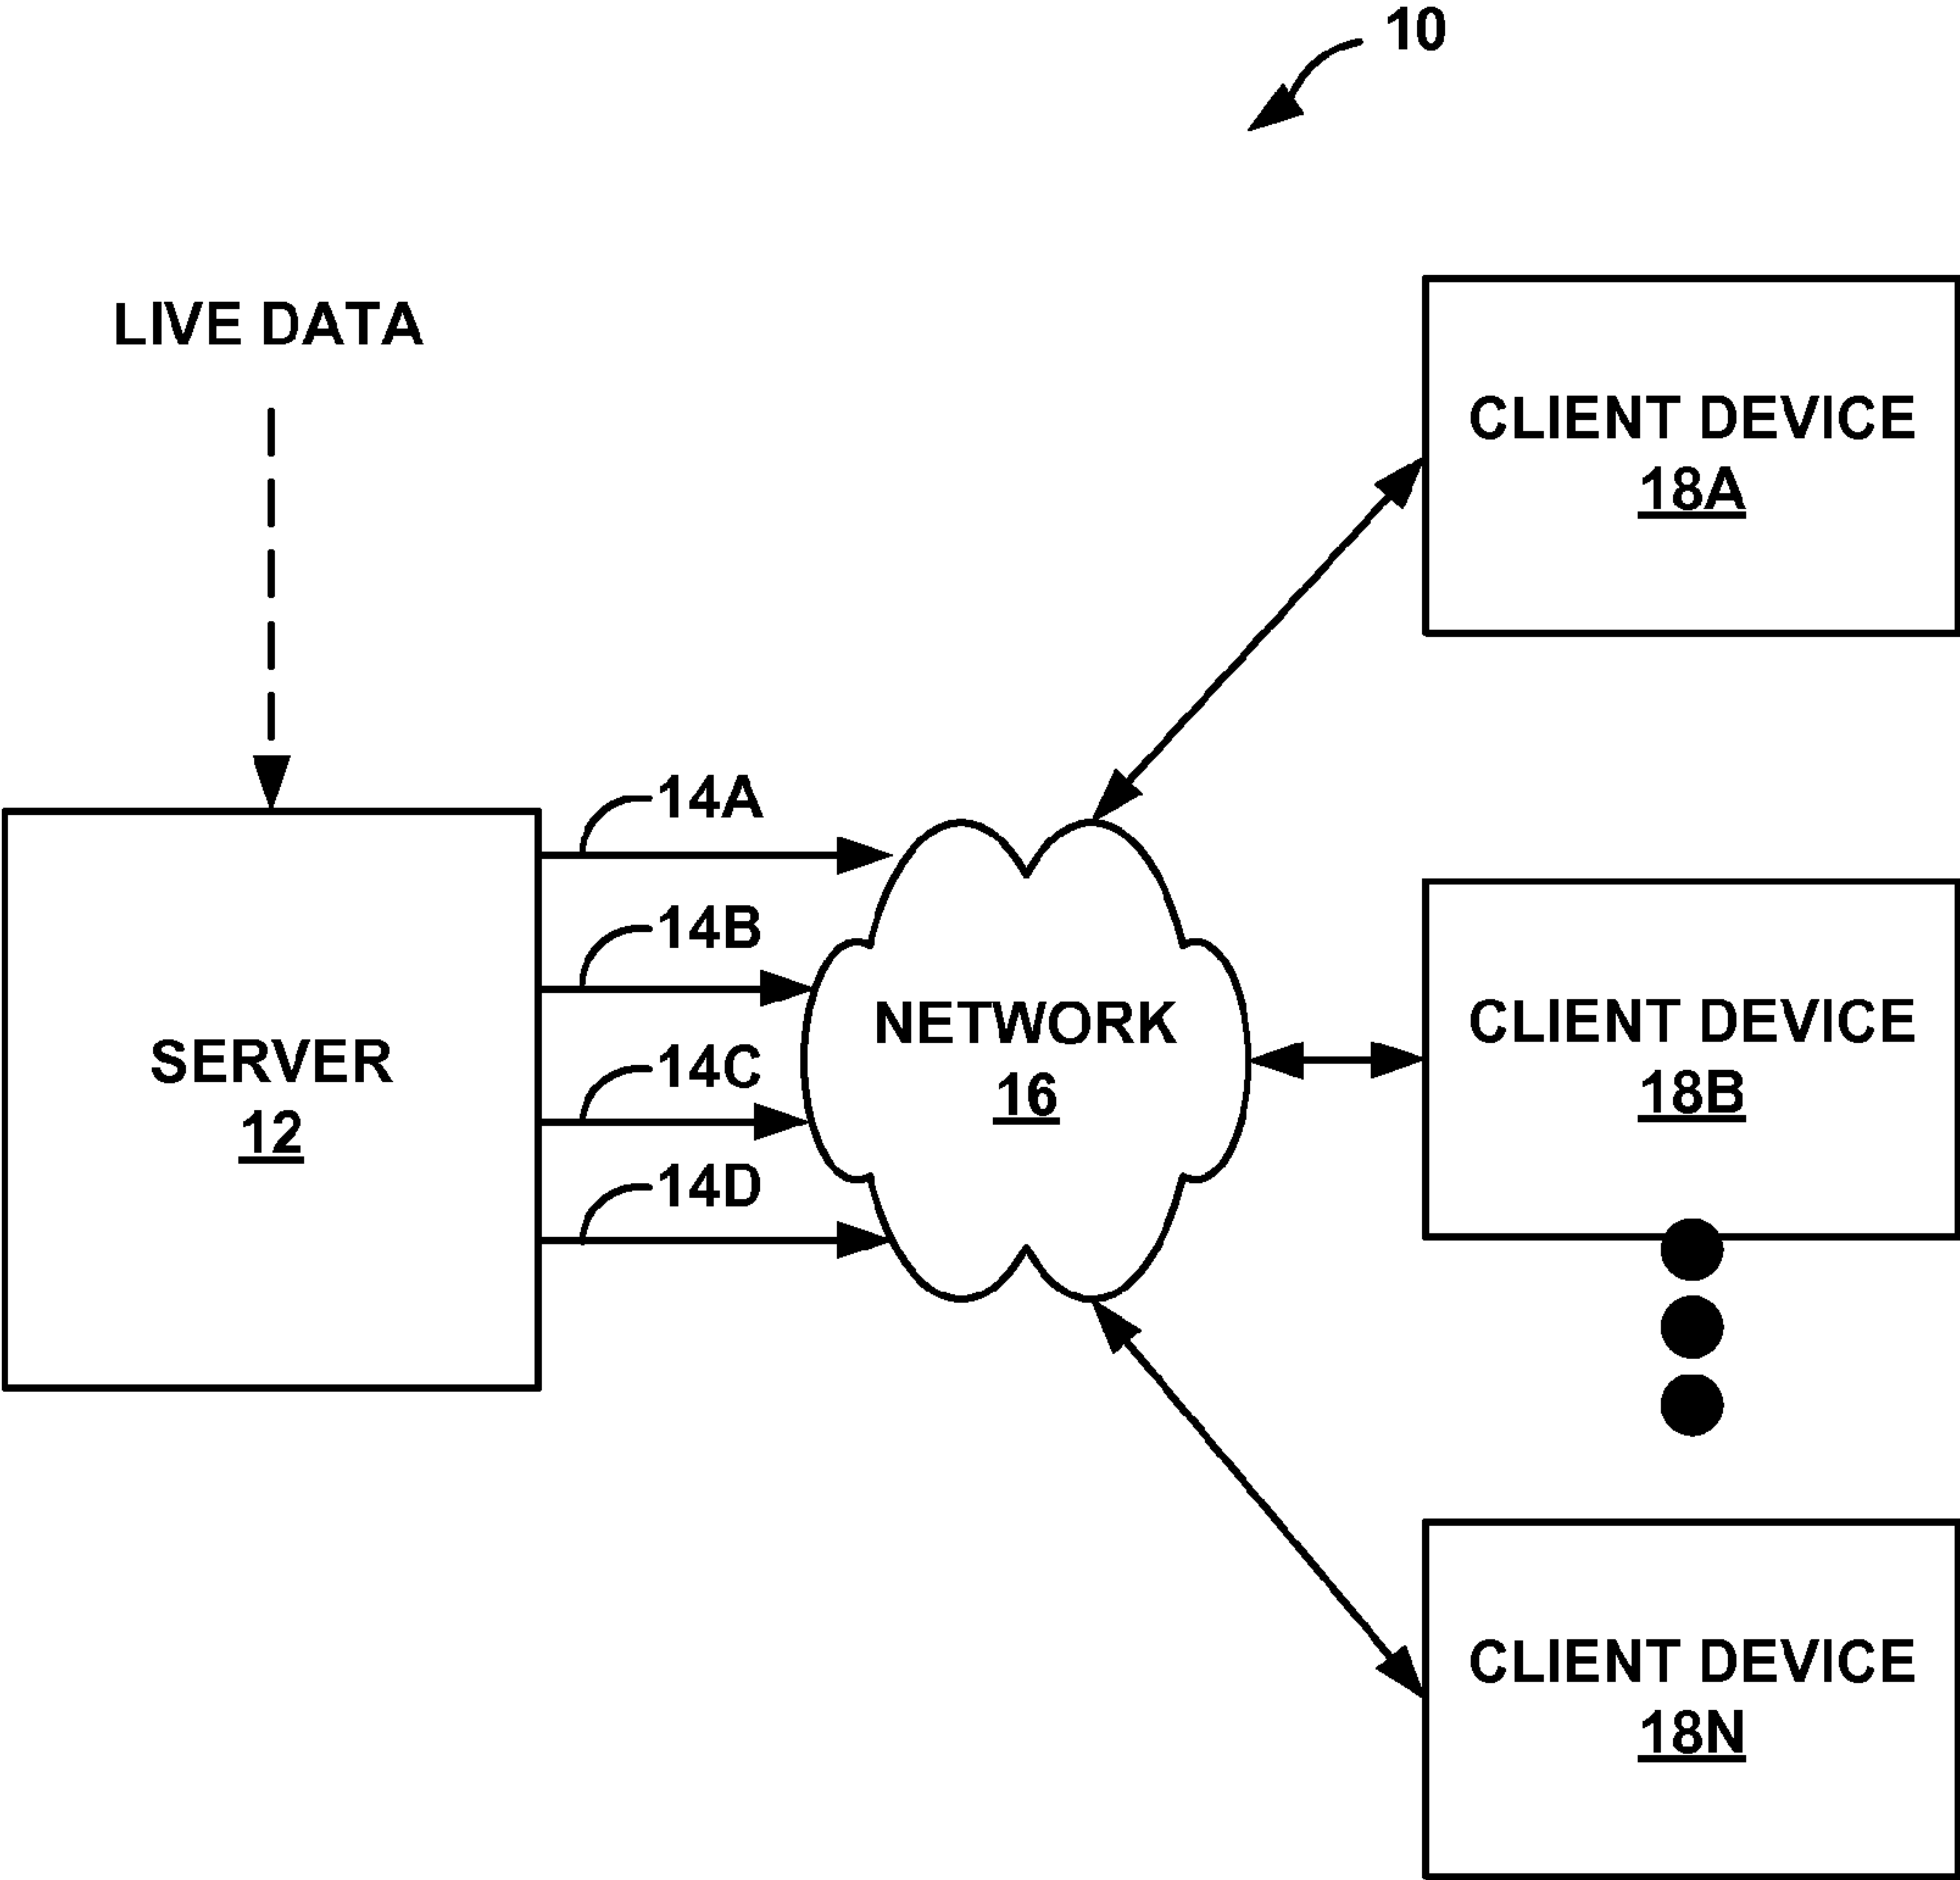 10
LIVE DATA
CLIENT DEVICE
18A
14A
14B
14C
14D
SERVER
12
NETWORK
16
CLIENT DEVICE
18B
CLIENT DEVICE
18N